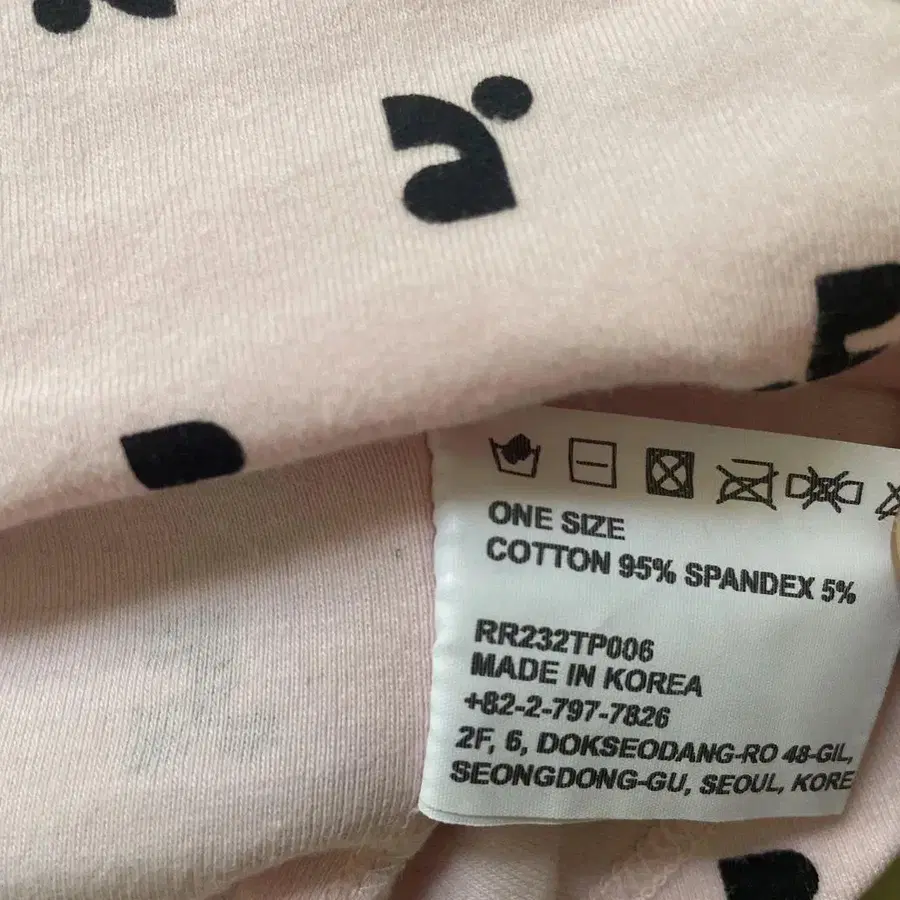 ONE SIZE
COTTON 95% SPANDEX 5%
RR232TP006
MADE IN KOREA
+82-2-797-7826
2F, 6, DOKSEODANG-RO 48-GIL,
SEONGDONG-GU, SEOUL, KORE